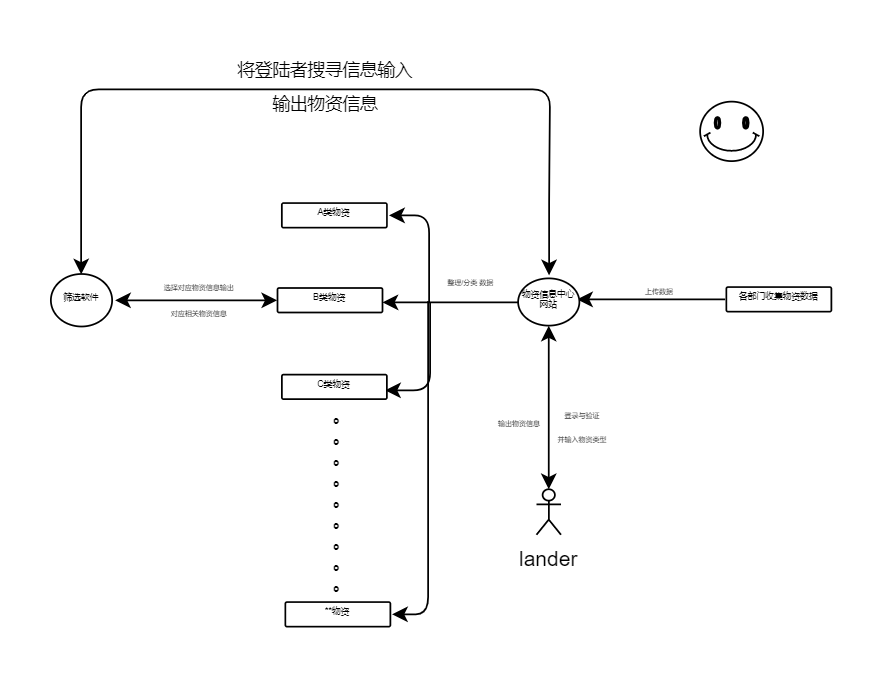 将登陆者搜寻信息输入
输出物资信息
A类物资
筛选软件
选择对应物资信息输出
对应相关物资信息
B类物资
整理/分类 数据
物资信息中心
网站
上传数据
各部门收集物资数据
C类物资
输出物资信息
登录与验证
并输入物资类型
lander
**物资